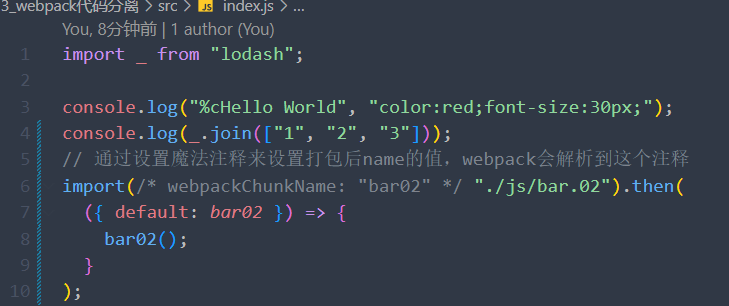 3_webpack代码分离 > src > JS index.js > ...
You, 8分钟前 | 1 author (You)
1 import _ from "lodash";
2
3 console.log("%cHello World", "color:red;font-size:30px;");
4 console.log(_.join(["1", "2", "3"]));
5 // 通过设置魔法注释来设置打包后name的值，webpack会解析到这个注释
6 import(/* webpackChunkName: "bar02" */ "./js/bar.02").then(
7 ({ default: bar02 }) => {
8 bar02();
9 }
10 );